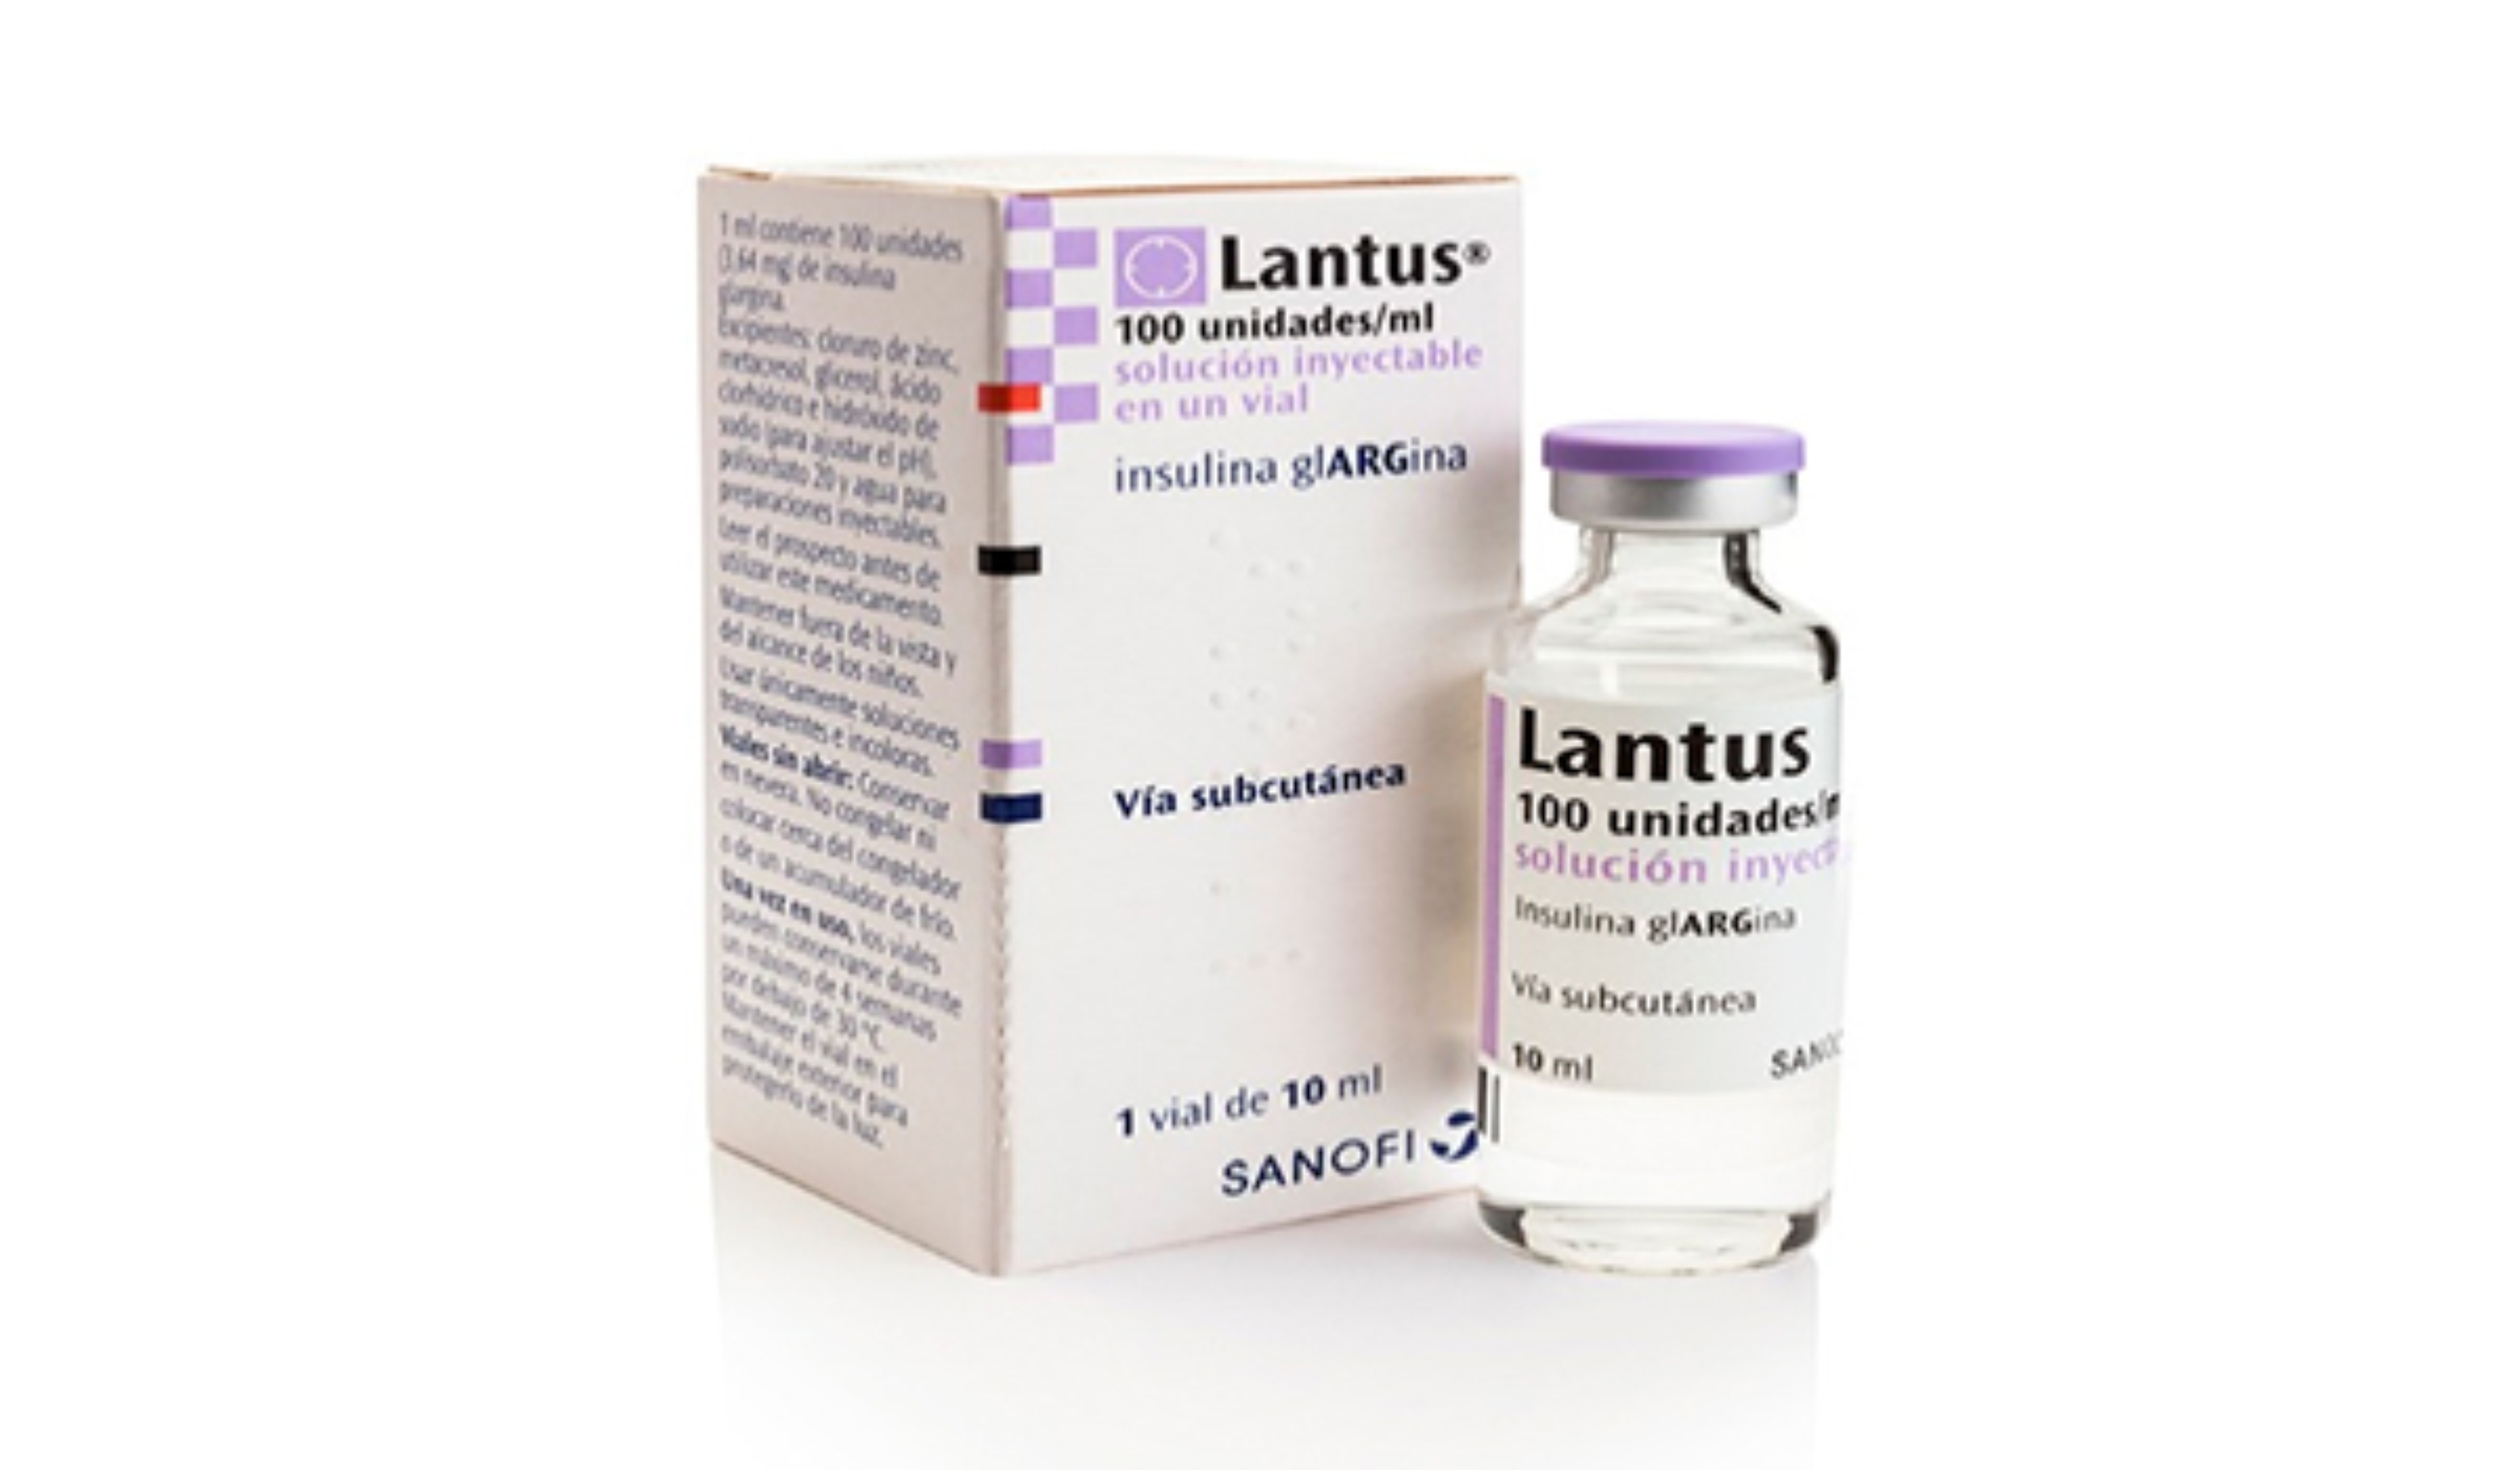 1 ml contiene 100 unidades
(3,64 mg) de insulina
glargina.
Excipientes: cloruro de zinc,
metacresol, glicerol, ácido
clorhídrico e hidróxido de
sodio (para ajustar el pH),
polisorbato 20 y agua para
preparaciones inyectables.
Leer el prospecto antes de
utilizar este medicamento.
Mantener fuera de la vista y
del alcance de los niños.
Usar únicamente soluciones
transparentes e incoloras.
Viales sin abrir: Conservar
en nevera. No congelar ni
colocar cerca del congelador
o de un acumulador de frío.
Una vez en uso, los viales
pueden conservarse durante
un máximo de 4 semanas
por debajo de 30 °C.
Mantener el vial en el
embalaje exterior para
protegerlo de la luz.
Lantus®
100 unidades/ml
solución inyectable
en un vial
insulina glARGina
Vía subcutánea
1 vial de 10 ml
SANOFI
Lantus
100 unidades/m
solución inyect
Insulina glARGina
Vía subcutánea
10 ml SANO